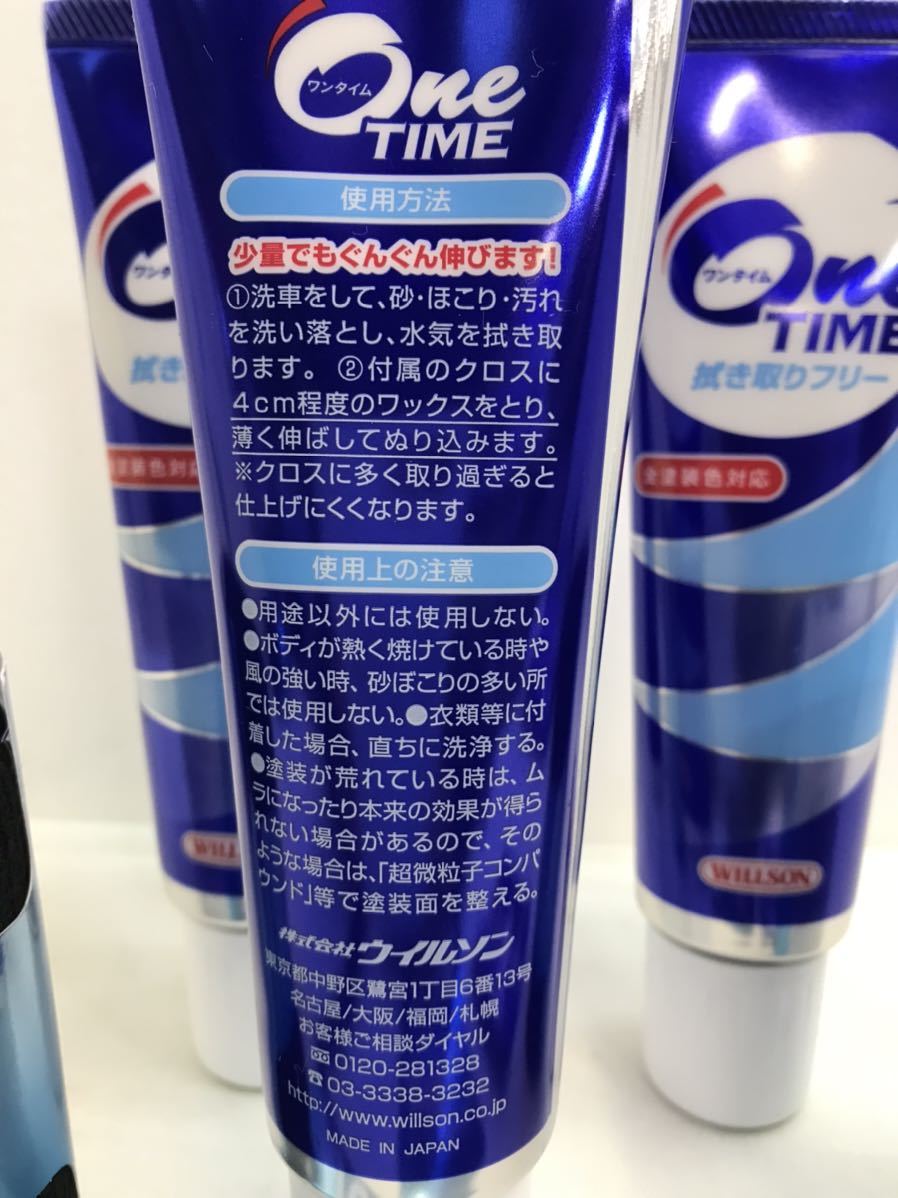 ワンタイム
One
TIME
使用方法
少量でもぐんぐん伸びます!
①洗車をして、砂・ほこり・汚れ
を洗い落とし、水気を拭き取
ります。 ②付属のクロスに
4cm程度のワックスをとり、
薄く伸ばしてぬり込みます。
※クロスに多く取り過ぎると
仕上げにくくなります。
使用上の注意
●用途以外には使用しない。
●ボディが熱く焼けている時や
風の強い時、砂ぼこりの多い所
では使用しない。●衣類等に付
着した場合、直ちに洗浄する。
●塗装が荒れている時は、ム
ラになったり本来の効果が得ら
れない場合があるので、その
ような場合は、「超微粒子コンパ
ウンド」等で塗装面を整える。
株式会社ウイルソン
東京都中野区鷺宮1丁目6番13号
名古屋/大阪/福岡/札幌
お客様ご相談ダイヤル
0120-281328
☎03-3338-3232
http://www.willson.co.jp
MADE IN JAPAN
ワンタイム
One
TIME
拭き取りフリー
全塗装色対応
WILLSON
ワンタ
拭き
全塗装色対応
WILL